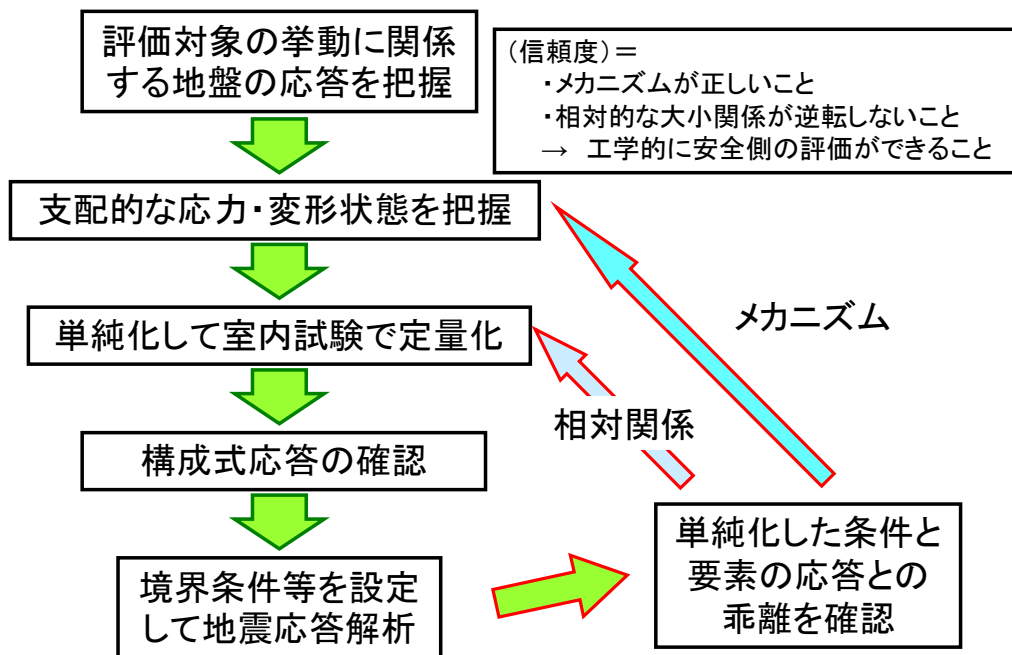 評価対象の挙動に関係
する地盤の応答を把握
(信頼度)=
・メカニズムが正しいこと
・相対的な大小関係が逆転しないこと
→ 工学的に安全側の評価ができること
支配的な応力・変形状態を把握
単純化して室内試験で定量化
メカニズム
相対関係
構成式応答の確認
境界条件等を設定
して地震応答解析
単純化した条件と
要素の応答との
乖離を確認